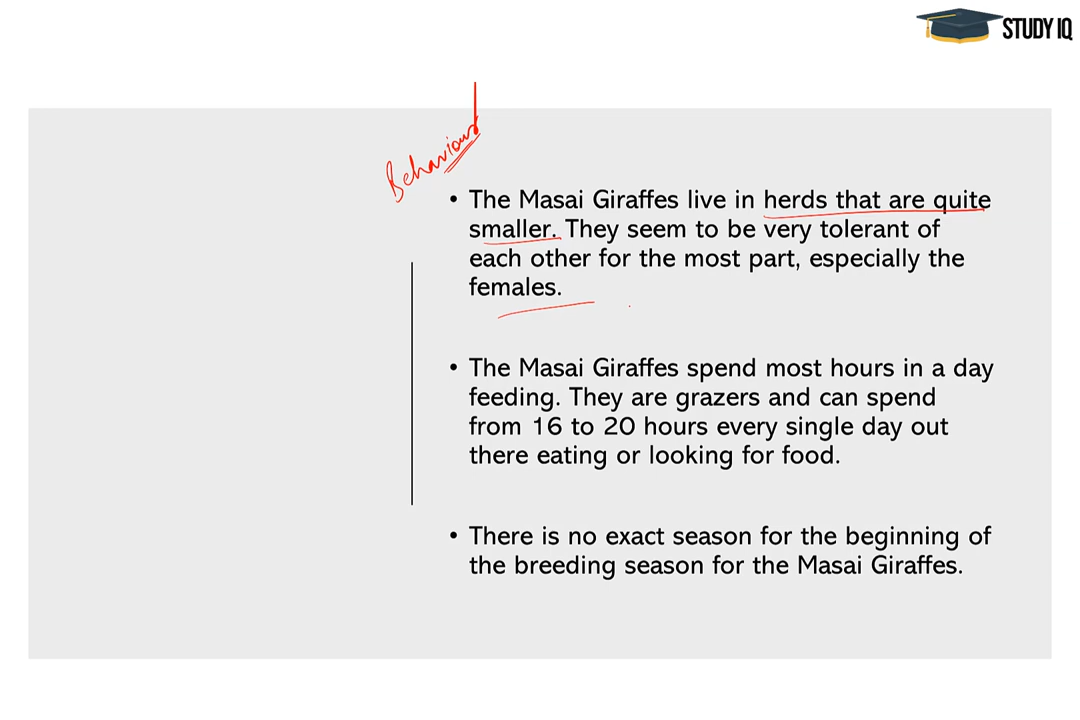 STUDY IQ
Behaviour
• The Masai Giraffes live in herds that are quite
smaller. They seem to be very tolerant of
each other for the most part, especially the
females.
• The Masai Giraffes spend most hours in a day
feeding. They are grazers and can spend
from 16 to 20 hours every single day out
there eating or looking for food.
• There is no exact season for the beginning of
the breeding season for the Masai Giraffes.